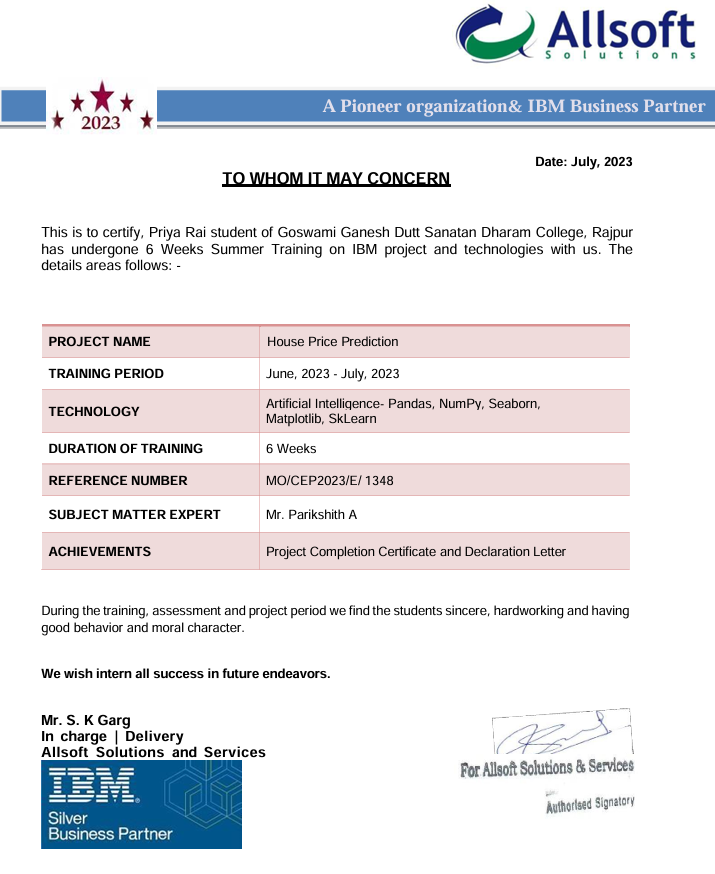 Allsoft
Solutions
2023
A Pioneer organization& IBM Business Partner
Date: July, 2023
TO WHOM IT MAY CONCERN
This is to certify, Priya Rai student of Goswami Ganesh Dutt Sanatan Dharam College, Rajpur
has undergone 6 Weeks Summer Training on IBM project and technologies with us. The
details areas follows: -
PROJECT NAME House Price Prediction
TRAINING PERIOD June, 2023 - July, 2023
TECHNOLOGY Artificial Intelligence- Pandas, NumPy, Seaborn,
Matplotlib, SkLearn
DURATION OF TRAINING 6 Weeks
REFERENCE NUMBER MO/CEP2023/E/ 1348
SUBJECT MATTER EXPERT Mr. Parikshith A
ACHIEVEMENTS Project Completion Certificate and Declaration Letter
During the training, assessment and project period we find the students sincere, hardworking and having
good behavior and moral character.
We wish intern all success in future endeavors.
Mr. S. K Garg
In charge | Delivery
Allsoft Solutions and Services
IBM
Silver
Business Partner
For Allsoft Solutions & Services
Authorised Signatory